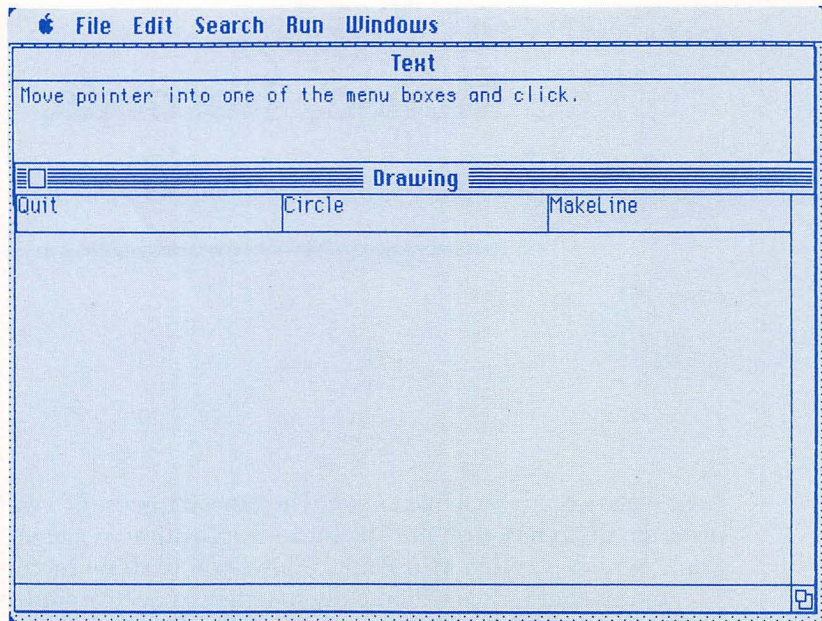 File Edit Search Run Windows
Text
Move pointer into one of the menu boxes and click.
Drawing
Quit Circle MakeLine